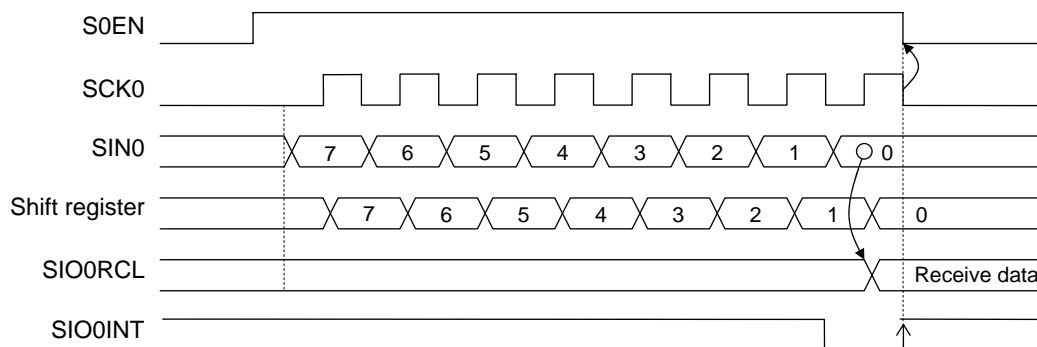 S0EN
SCK0
SIN0 7 6 5 4 3 2 1 0
Shift register 7 6 5 4 3 2 1 0
SIO0RCL Receive data
SIO0INT